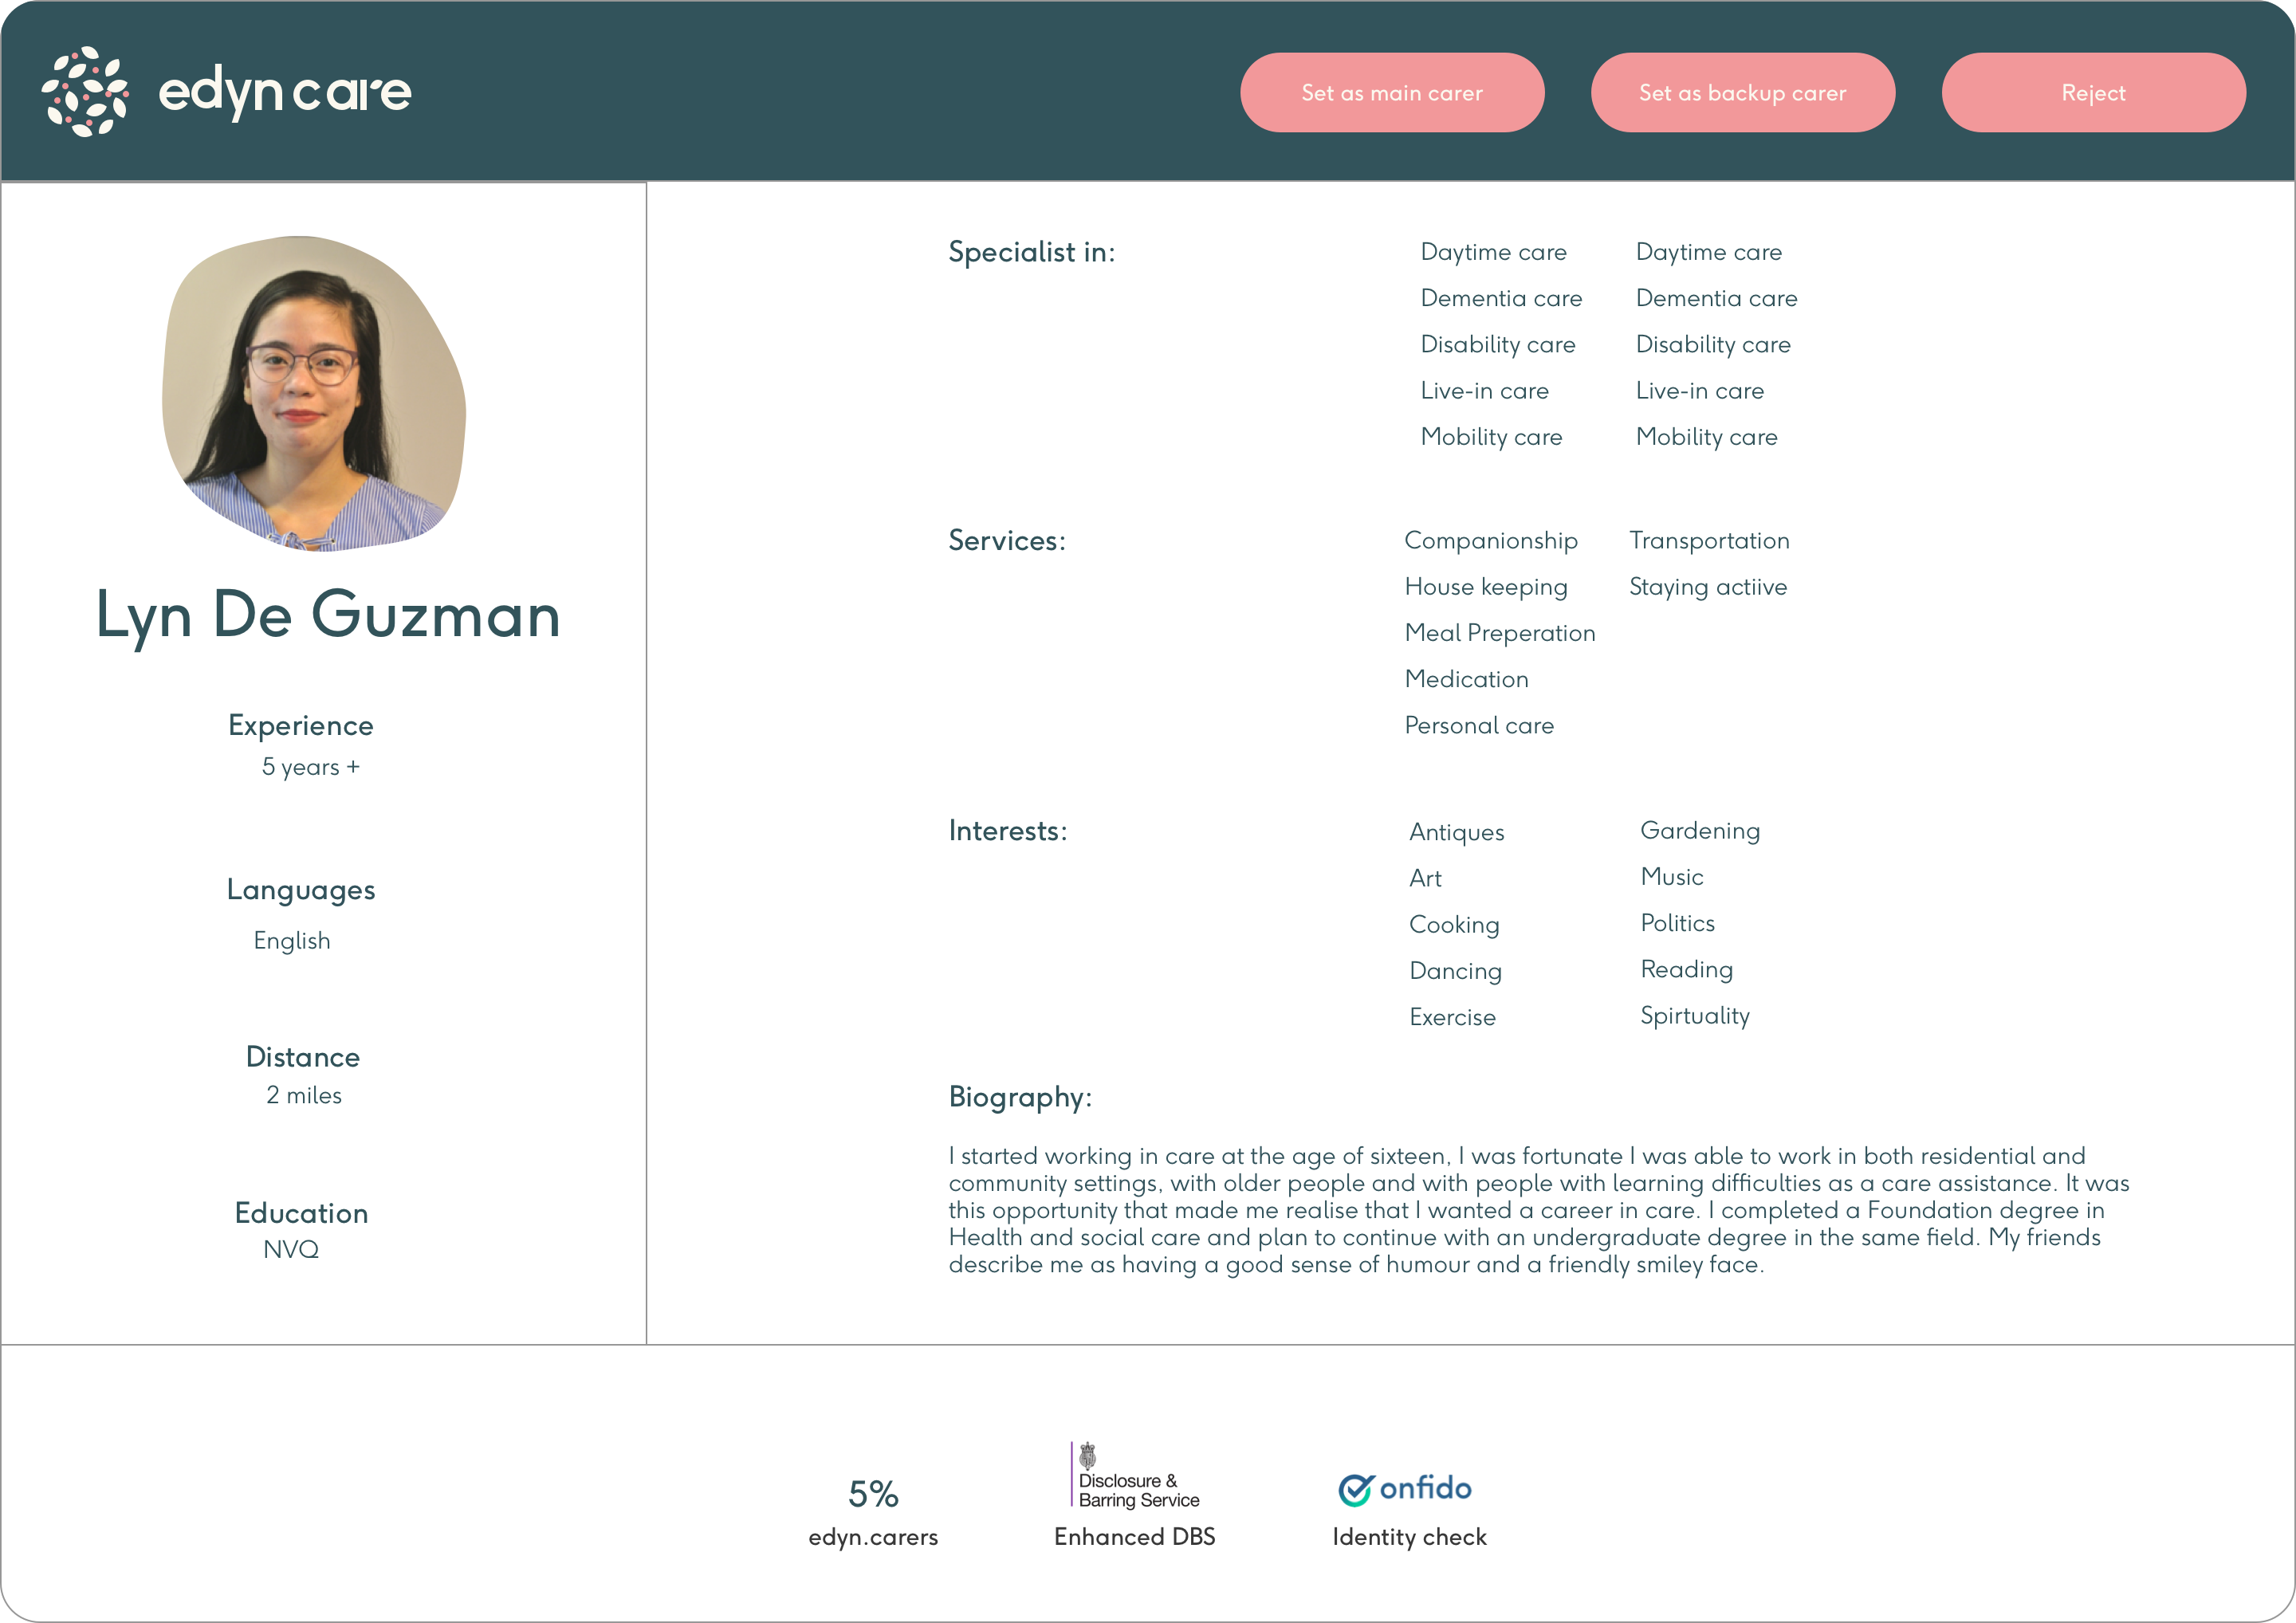 edyn care
Set as main carer
Set as backup carer
Reject
Lyn De Guzman
Experience
5 years +
Languages
English
Distance
2 miles
Education
NVQ
Specialist in:
Daytime care Daytime care
Dementia care Dementia care
Disability care Disability care
Live-in care Live-in care
Mobility care Mobility care
Services:
Companionship Transportation
House keeping Staying actiive
Meal Preperation
Medication
Personal care
Interests:
Antiques Gardening
Art Music
Cooking Politics
Dancing Reading
Exercise Spirtuality
Biography:
I started working in care at the age of sixteen, I was fortunate I was able to work in both residential and
community settings, with older people and with people with learning difficulties as a care assistance. It was
this opportunity that made me realise that I wanted a career in care. I completed a Foundation degree in
Health and social care and plan to continue with an undergraduate degree in the same field. My friends
describe me as having a good sense of humour and a friendly smiley face.
5%
edyn.carers
Disclosure &
Barring Service
Enhanced DBS
onfido
Identity check